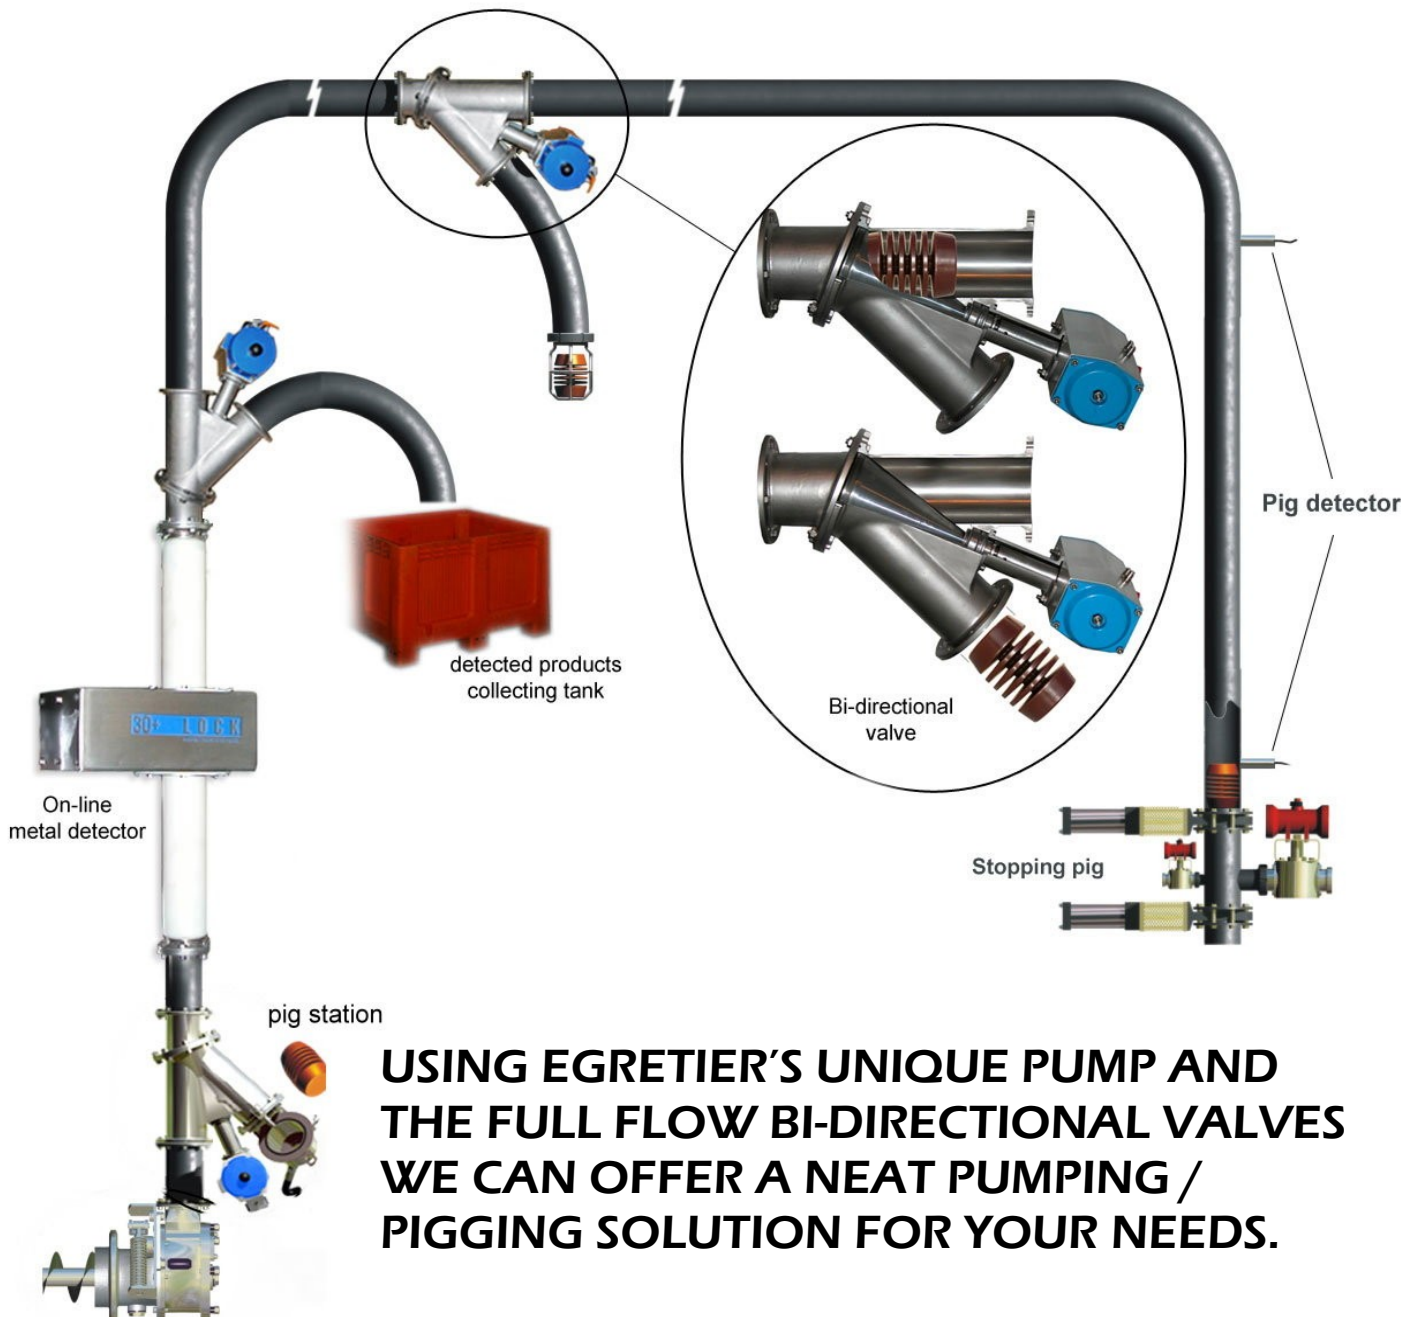 Pig detector
detected products
collecting tank
Bi-directional
valve
30+ LOCK
On-line
metal detector
Stopping pig
pig station
USING EGRETIER'S UNIQUE PUMP AND
THE FULL FLOW BI-DIRECTIONAL VALVES
WE CAN OFFER A NEAT PUMPING /
PIGGING SOLUTION FOR YOUR NEEDS.